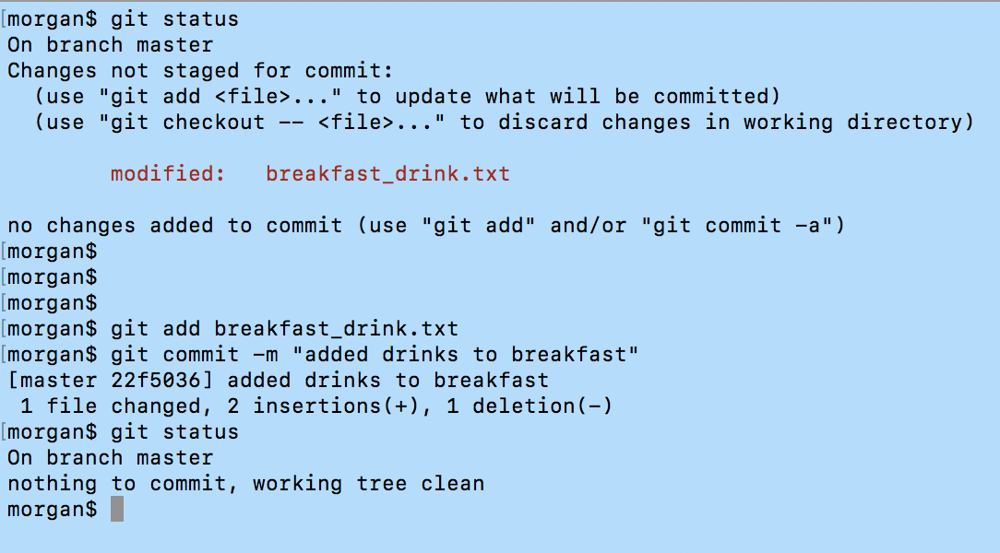 [morgan$ git status
On branch master
Changes not staged for commit:
  (use "git add <file>..." to update what will be committed)
  (use "git checkout -- <file>..." to discard changes in working directory)
        modified:   breakfast_drink.txt
no changes added to commit (use "git add" and/or "git commit -a")
[morgan$
[morgan$
[morgan$
[morgan$ git add breakfast_drink.txt
[morgan$ git commit -m "added drinks to breakfast"
[master 22f5036] added drinks to breakfast
 1 file changed, 2 insertions(+), 1 deletion(-)
[morgan$ git status
On branch master
nothing to commit, working tree clean
morgan$